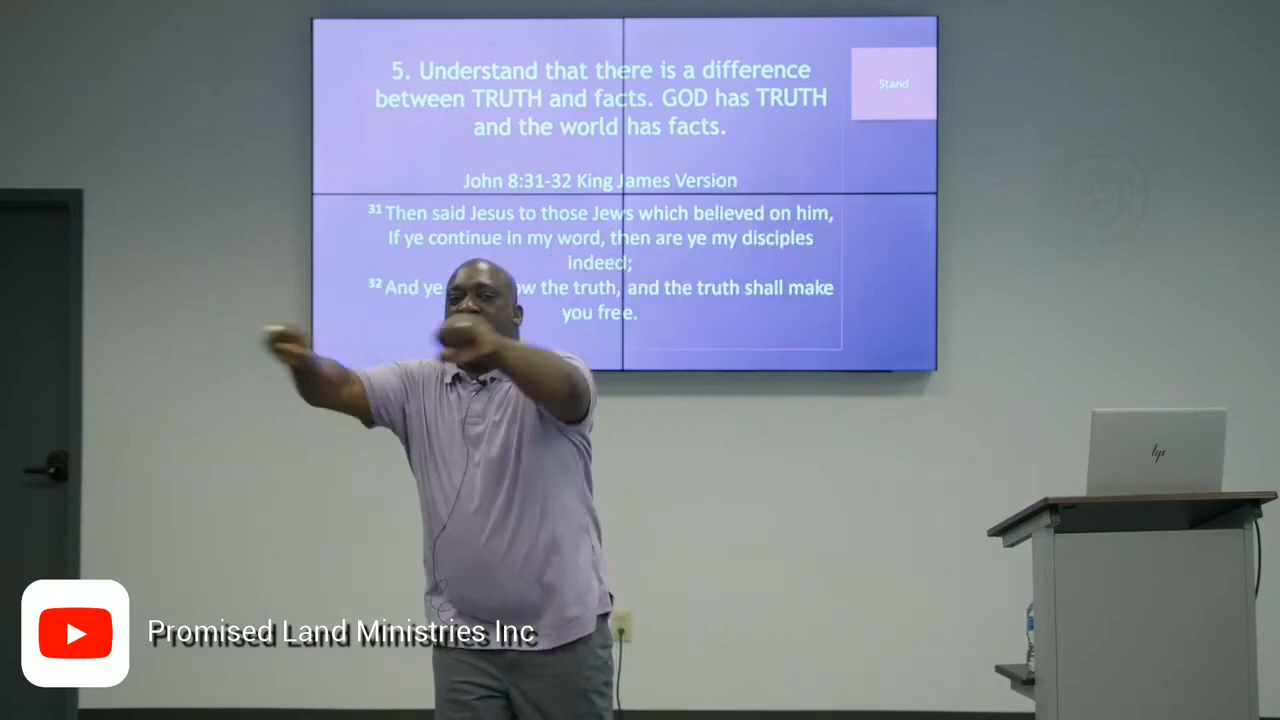 5. Understand that there is a difference
between TRUTH and facts. GOD has TRUTH
and the world has facts.
Stand
John 8:31-32 King James Version
31 Then said Jesus to those Jews which believed on him,
If ye continue in my word, then are ye my disciples
indeed;
32 And ye the truth, and the truth shall make
you free.
hp
Promised Land Ministries Inc